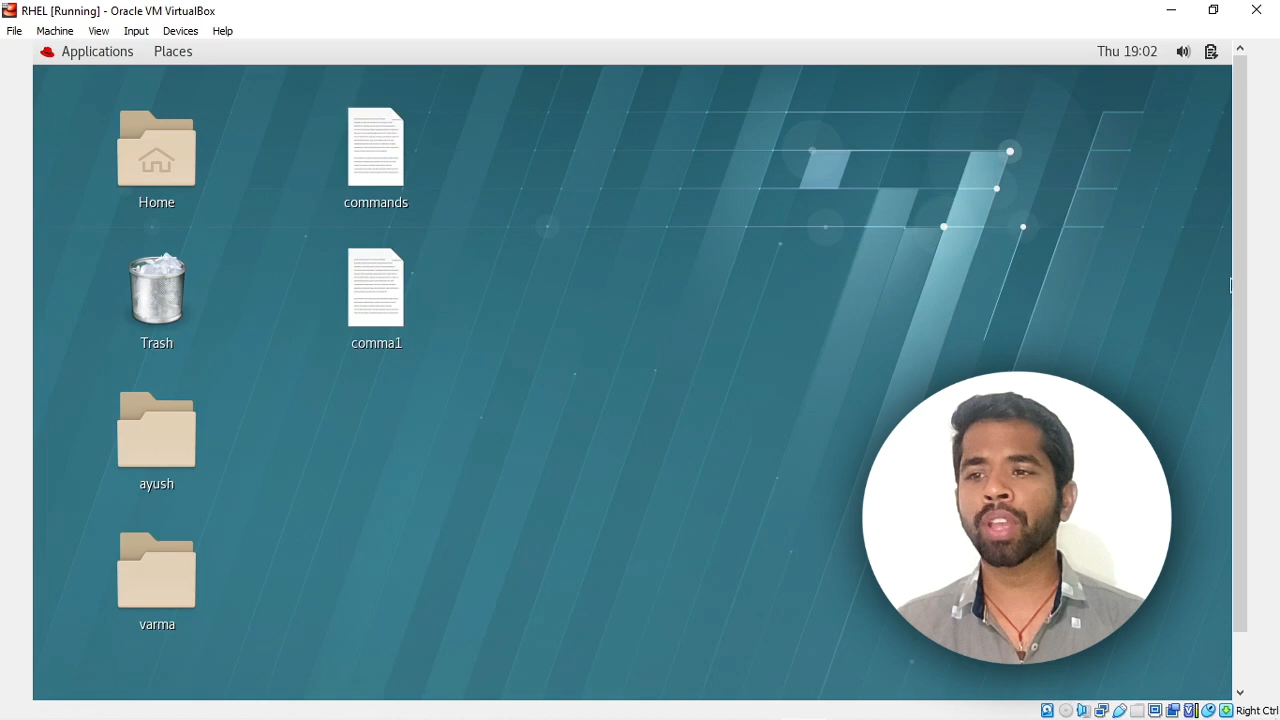 RHEL [Running] - Oracle VM VirtualBox
File Machine View Input Devices Help
Applications Places Thu 19:02
Home commands
Trash comma1
ayush
varma
Right Ctrl